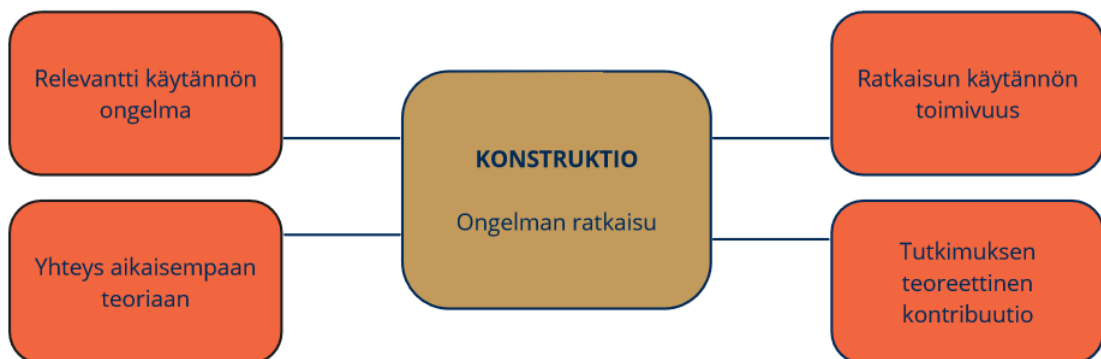 Relevantti käytännön
ongelma
Yhteys aikaisempaan
teoriaan
KONSTRUKTIO
Ongelman ratkaisu
Ratkaisun käytännön
toimivuus
Tutkimuksen
teoreettinen
kontribuutio